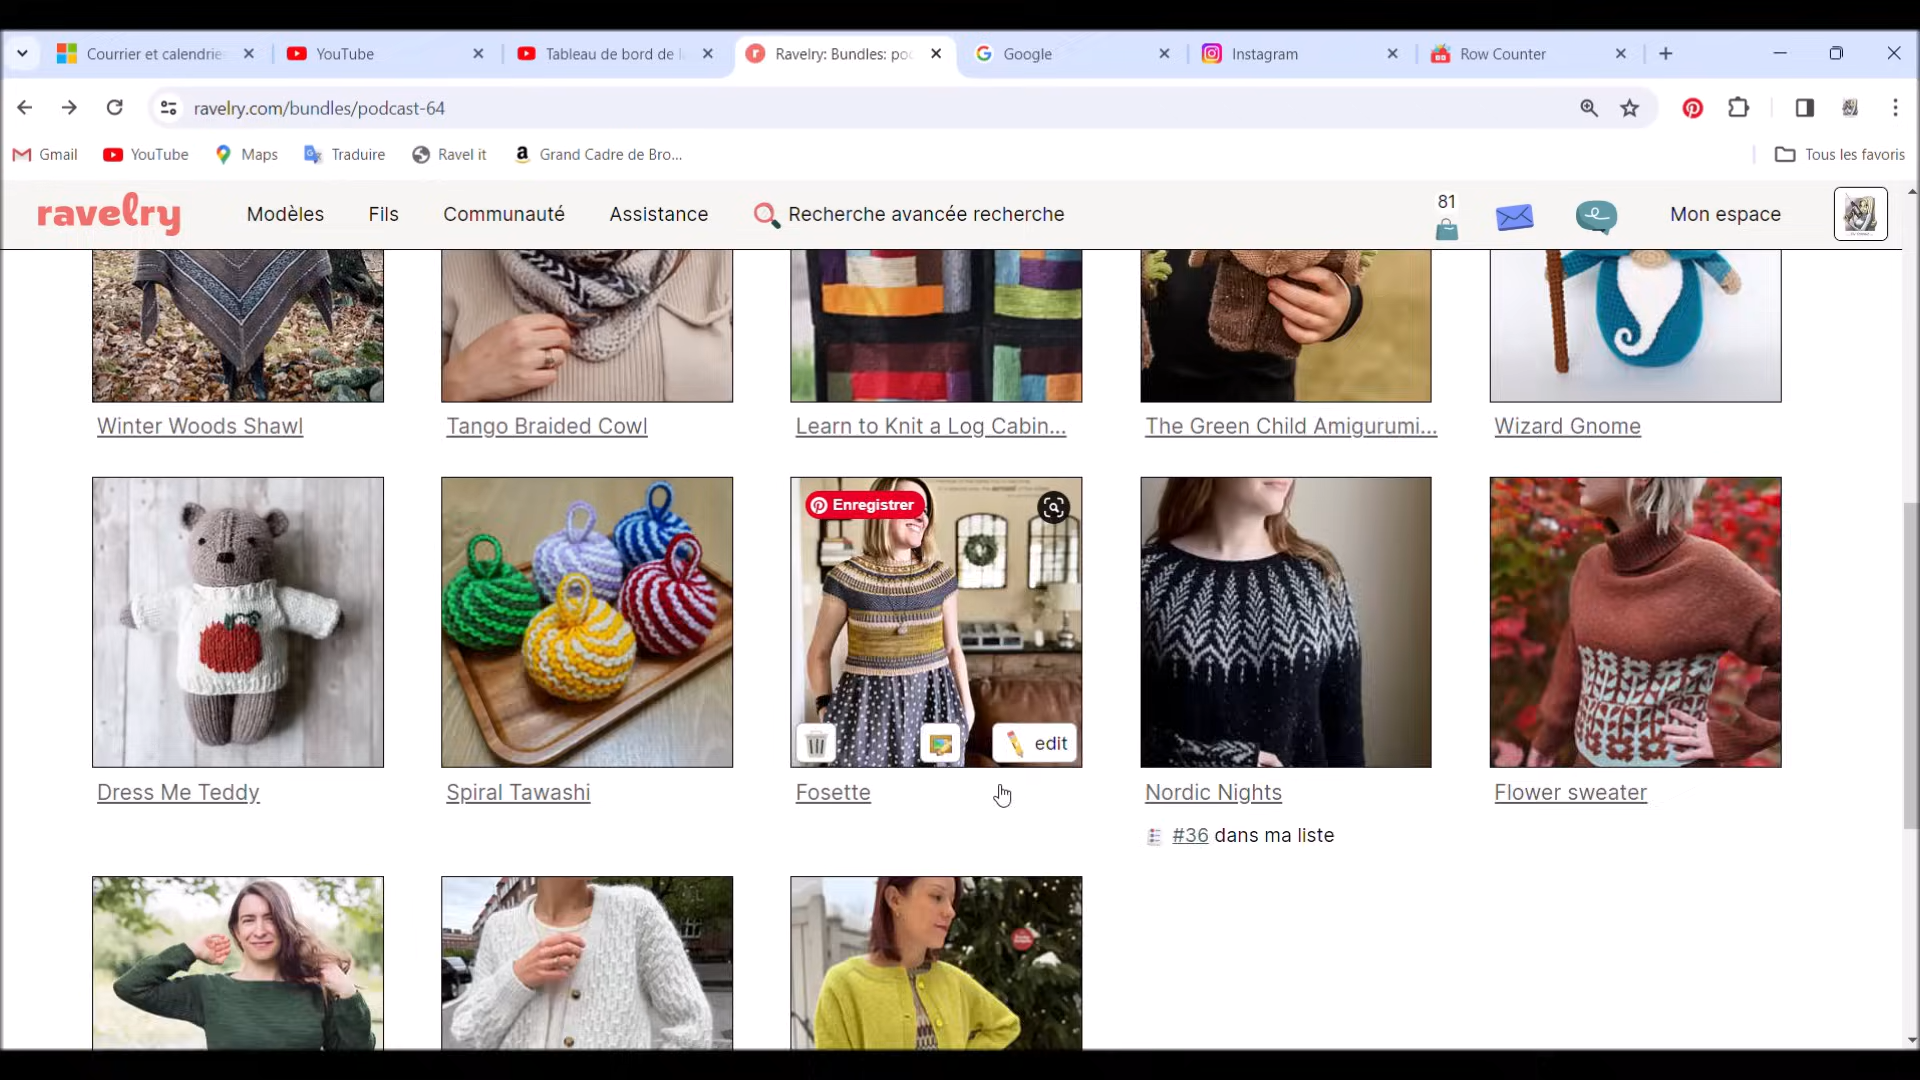 Courrier et calendrie
YouTube
Tableau de bord de l
Ravelry: Bundles: po
Google
Instagram
Row Counter
ravelry.com/bundles/podcast-64
Gmail
YouTube
Maps
Traduire
Ravel it
Grand Cadre de Bro...
Tous les favoris
ravelry
Modèles
Fils
Communauté
Assistance
Recherche avancée recherche
81
Mon espace
Winter Woods Shawl
Tango Braided Cowl
Learn to Knit a Log Cabin...
The Green Child Amigurumi...
Wizard Gnome
Enregistrer
edit
Dress Me Teddy
Spiral Tawashi
Fosette
Nordic Nights
Flower sweater
#36 dans ma liste